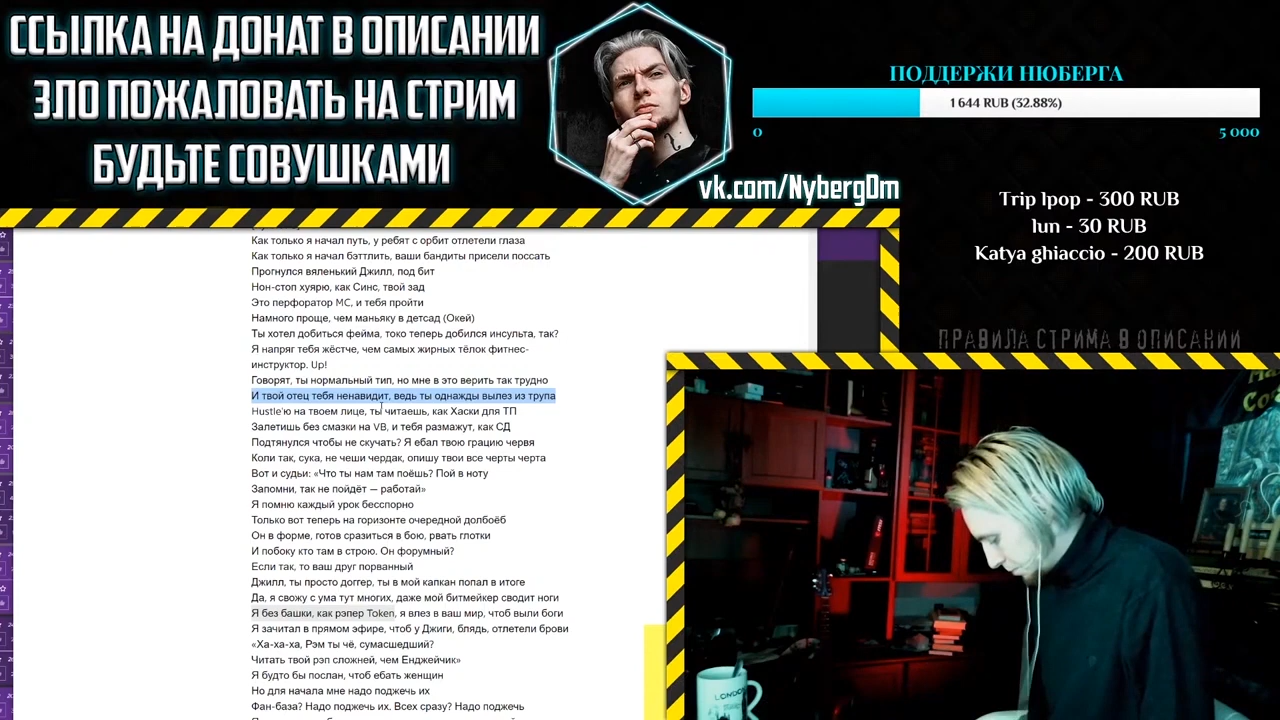 ССЫЛКА НА ДОНАТ В ОПИСАНИИ
ЗЛО ПОЖАЛОВАТЬ НА СТРИМ
БУДЬТЕ СОВУШКАМИ
vk.com/NybergDm
ПОДДЕРЖИ НЮБЕРГА
1 644 RUB (32.88%)
0
5 000
Trip lpop - 300 RUB
lun - 30 RUB
Katya ghiaccio - 200 RUB
ПРАВИЛА СТРИМА В ОПИСАНИИ
Как только я начал путь, у ребят с орбит отлетели глаза
Как только я начал бэттлить, ваши бандиты присели поссать
Прогнулся вяленький Джилл, под бит
Нон-стоп хуярю, как Синс, твой зад
Это перфоратор МС, и тебя пройти
Намного проще, чем маньяку в детсад (Окей)
Ты хотел добиться фейма, токо теперь добился инсульта, так?
Я напряг тебя жёстче, чем самых жирных тёлок фитнес-
инструктор. Up!
Говорят, ты нормальный тип, но мне в это верить так трудно
И твой отец тебя ненавидит, ведь ты однажды вылез из трупа
Hustle'ю на твоем лице, ты читаешь, как Хаски для ТП
Залетишь без смазки на VB, и тебя размажут, как СД
Подтянулся чтобы не скучать? Я ебал твою грацию червя
Коли так, сука, не чеши чердак, опишу твои все черты черта
Вот и судьи: «Что ты нам там поёшь? Пой в ноту
Запомни, так не пойдёт — работай»
Я помню каждый урок бесспорно
Только вот теперь на горизонте очередной долбоёб
Он в форме, готов сразиться в бою, рвать глотки
И побоку кто там в строю. Он форумный?
Если так, то ваш друг порванный
Джилл, ты просто доггер, ты в мой капкан попал в итоге
Да, я свожу с ума тут многих, даже мой битмейкер сводит ноги
Я без башки, как рэпер Token, я влез в ваш мир, чтоб выли боги
Я зачитал в прямом эфире, чтоб у Джиги, блядь, отлетели брови
«Ха-ха-ха, Рэм ты чё, сумасшедший?
Читать твой рэп сложней, чем Енджейчик»
Я будто бы послан, чтоб ебать женщин
Но для начала мне надо поджечь их
Фан-база? Надо поджечь их. Всех сразу? Надо поджечь
LONDON